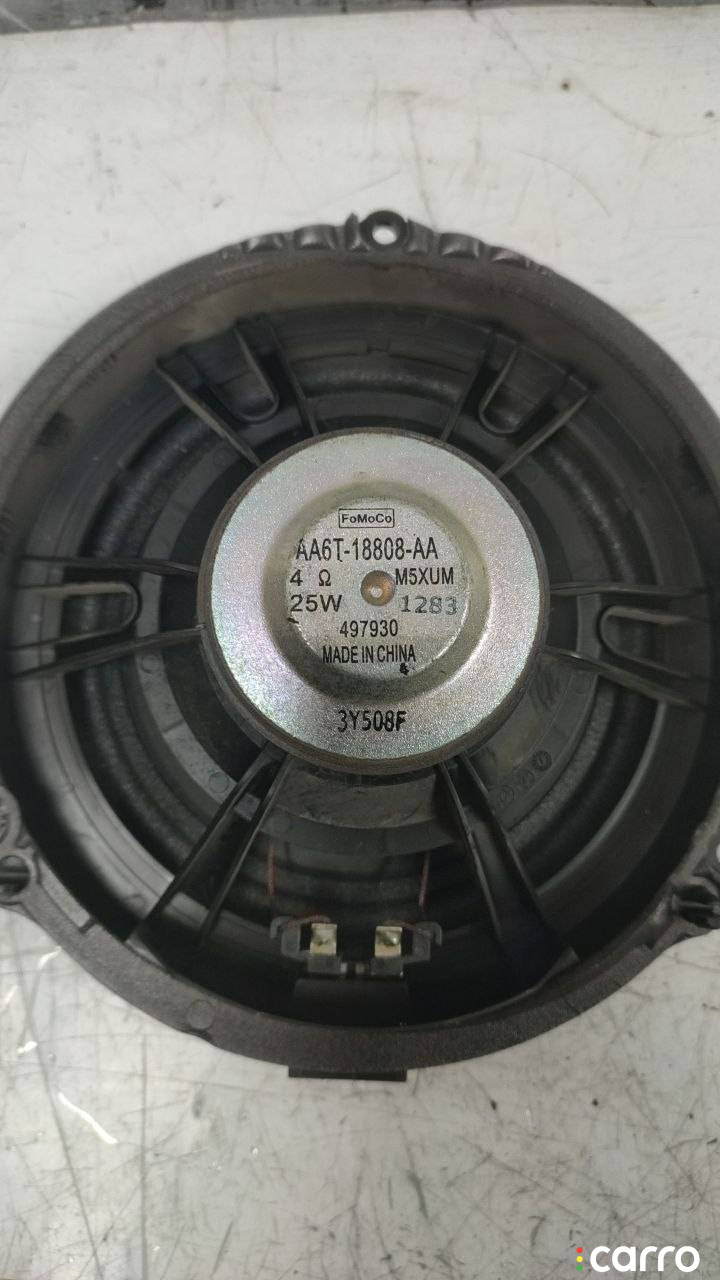 FoMoCo
AA6T-18808-AA
4 Ω M5XUM
25W 1283
497930
MADE IN CHINA
3Y508F
carro